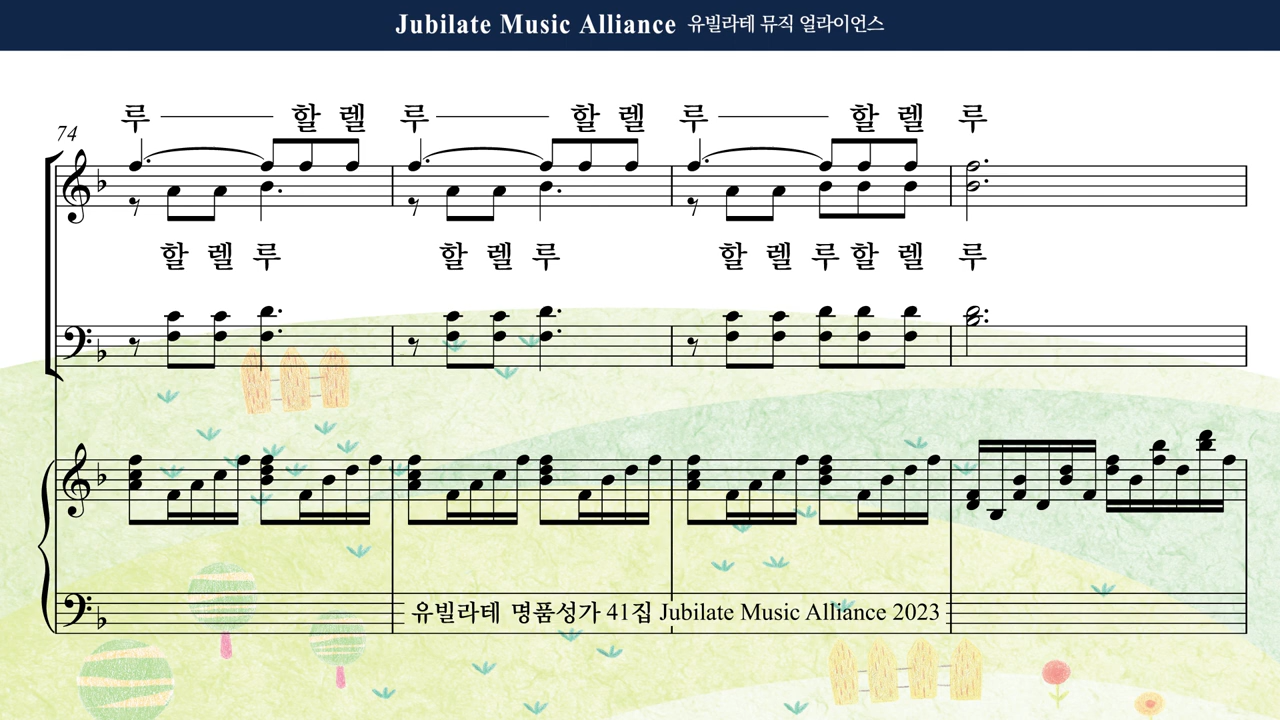 Jubilate Music Alliance 유빌라테 뮤직 얼라이언스
루 할 렐 루 할 렐 루 할 렐 루
74
할 렐 루 할 렐 루 할 렐 루 할 렐 루
유빌라테 명품성가 41집 Jubilate Music Alliance 2023